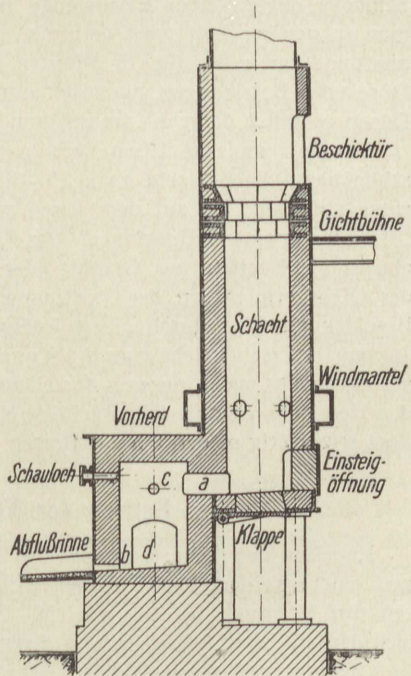 Beschicktür
Gichtbühne
Schacht
Windmantel
Vorherd
Schauloch
c
a
Einsteig-
öffnung
Klappe
Abflußrinne
b
d